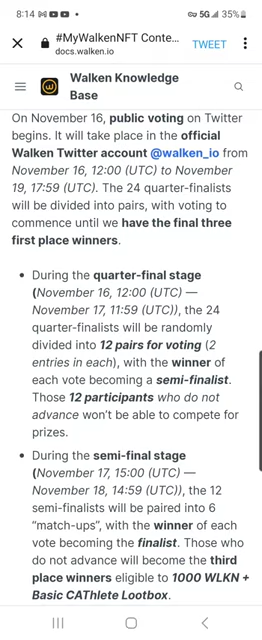 8:14
5G 35%
#MyWalkenNFT Conte...
docs.walken.io
TWEET
Walken Knowledge
Base
On November 16, public voting on Twitter
begins. It will take place in the official
Walken Twitter account @walken_io from
November 16, 12:00 (UTC) to November
19, 17:59 (UTC). The 24 quarter-finalists
will be divided into pairs, with voting to
commence until we have the final three
first place winners.
• During the quarter-final stage
(November 16, 12:00 (UTC) —
November 17, 11:59 (UTC)), the 24
quarter-finalists will be randomly
divided into 12 pairs for voting (2
entries in each), with the winner of
each vote becoming a semi-finalist.
Those 12 participants who do not
advance won't be able to compete for
prizes.
• During the semi-final stage
(November 17, 15:00 (UTC) —
November 18, 14:59 (UTC)), the 12
semi-finalists will be paired into 6
“match-ups”, with the winner of each
vote becoming the finalist. Those who
do not advance will become the third
place winners eligible to 1000 WLKN +
Basic CAThlete Lootbox.